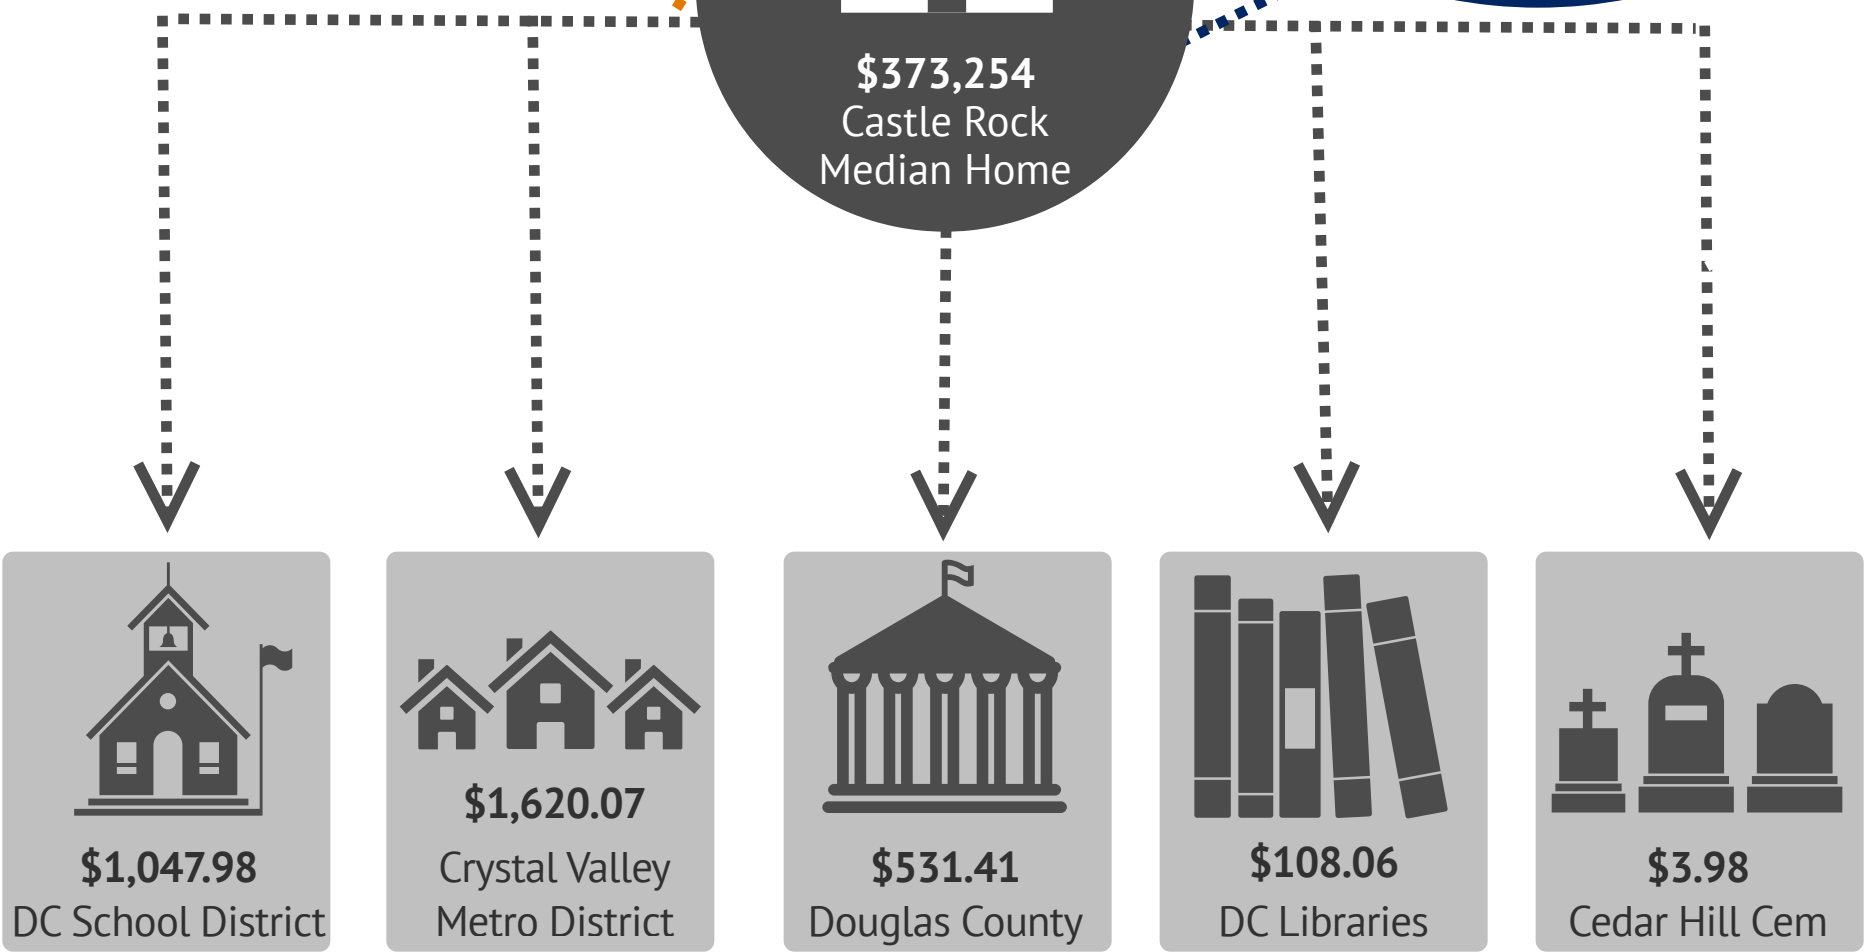 $373,254
Castle Rock
Median Home
$1,047.98
DC School District
$1,620.07
Crystal Valley
Metro District
$531.41
Douglas County
$108.06
DC Libraries
$3.98
Cedar Hill Cem